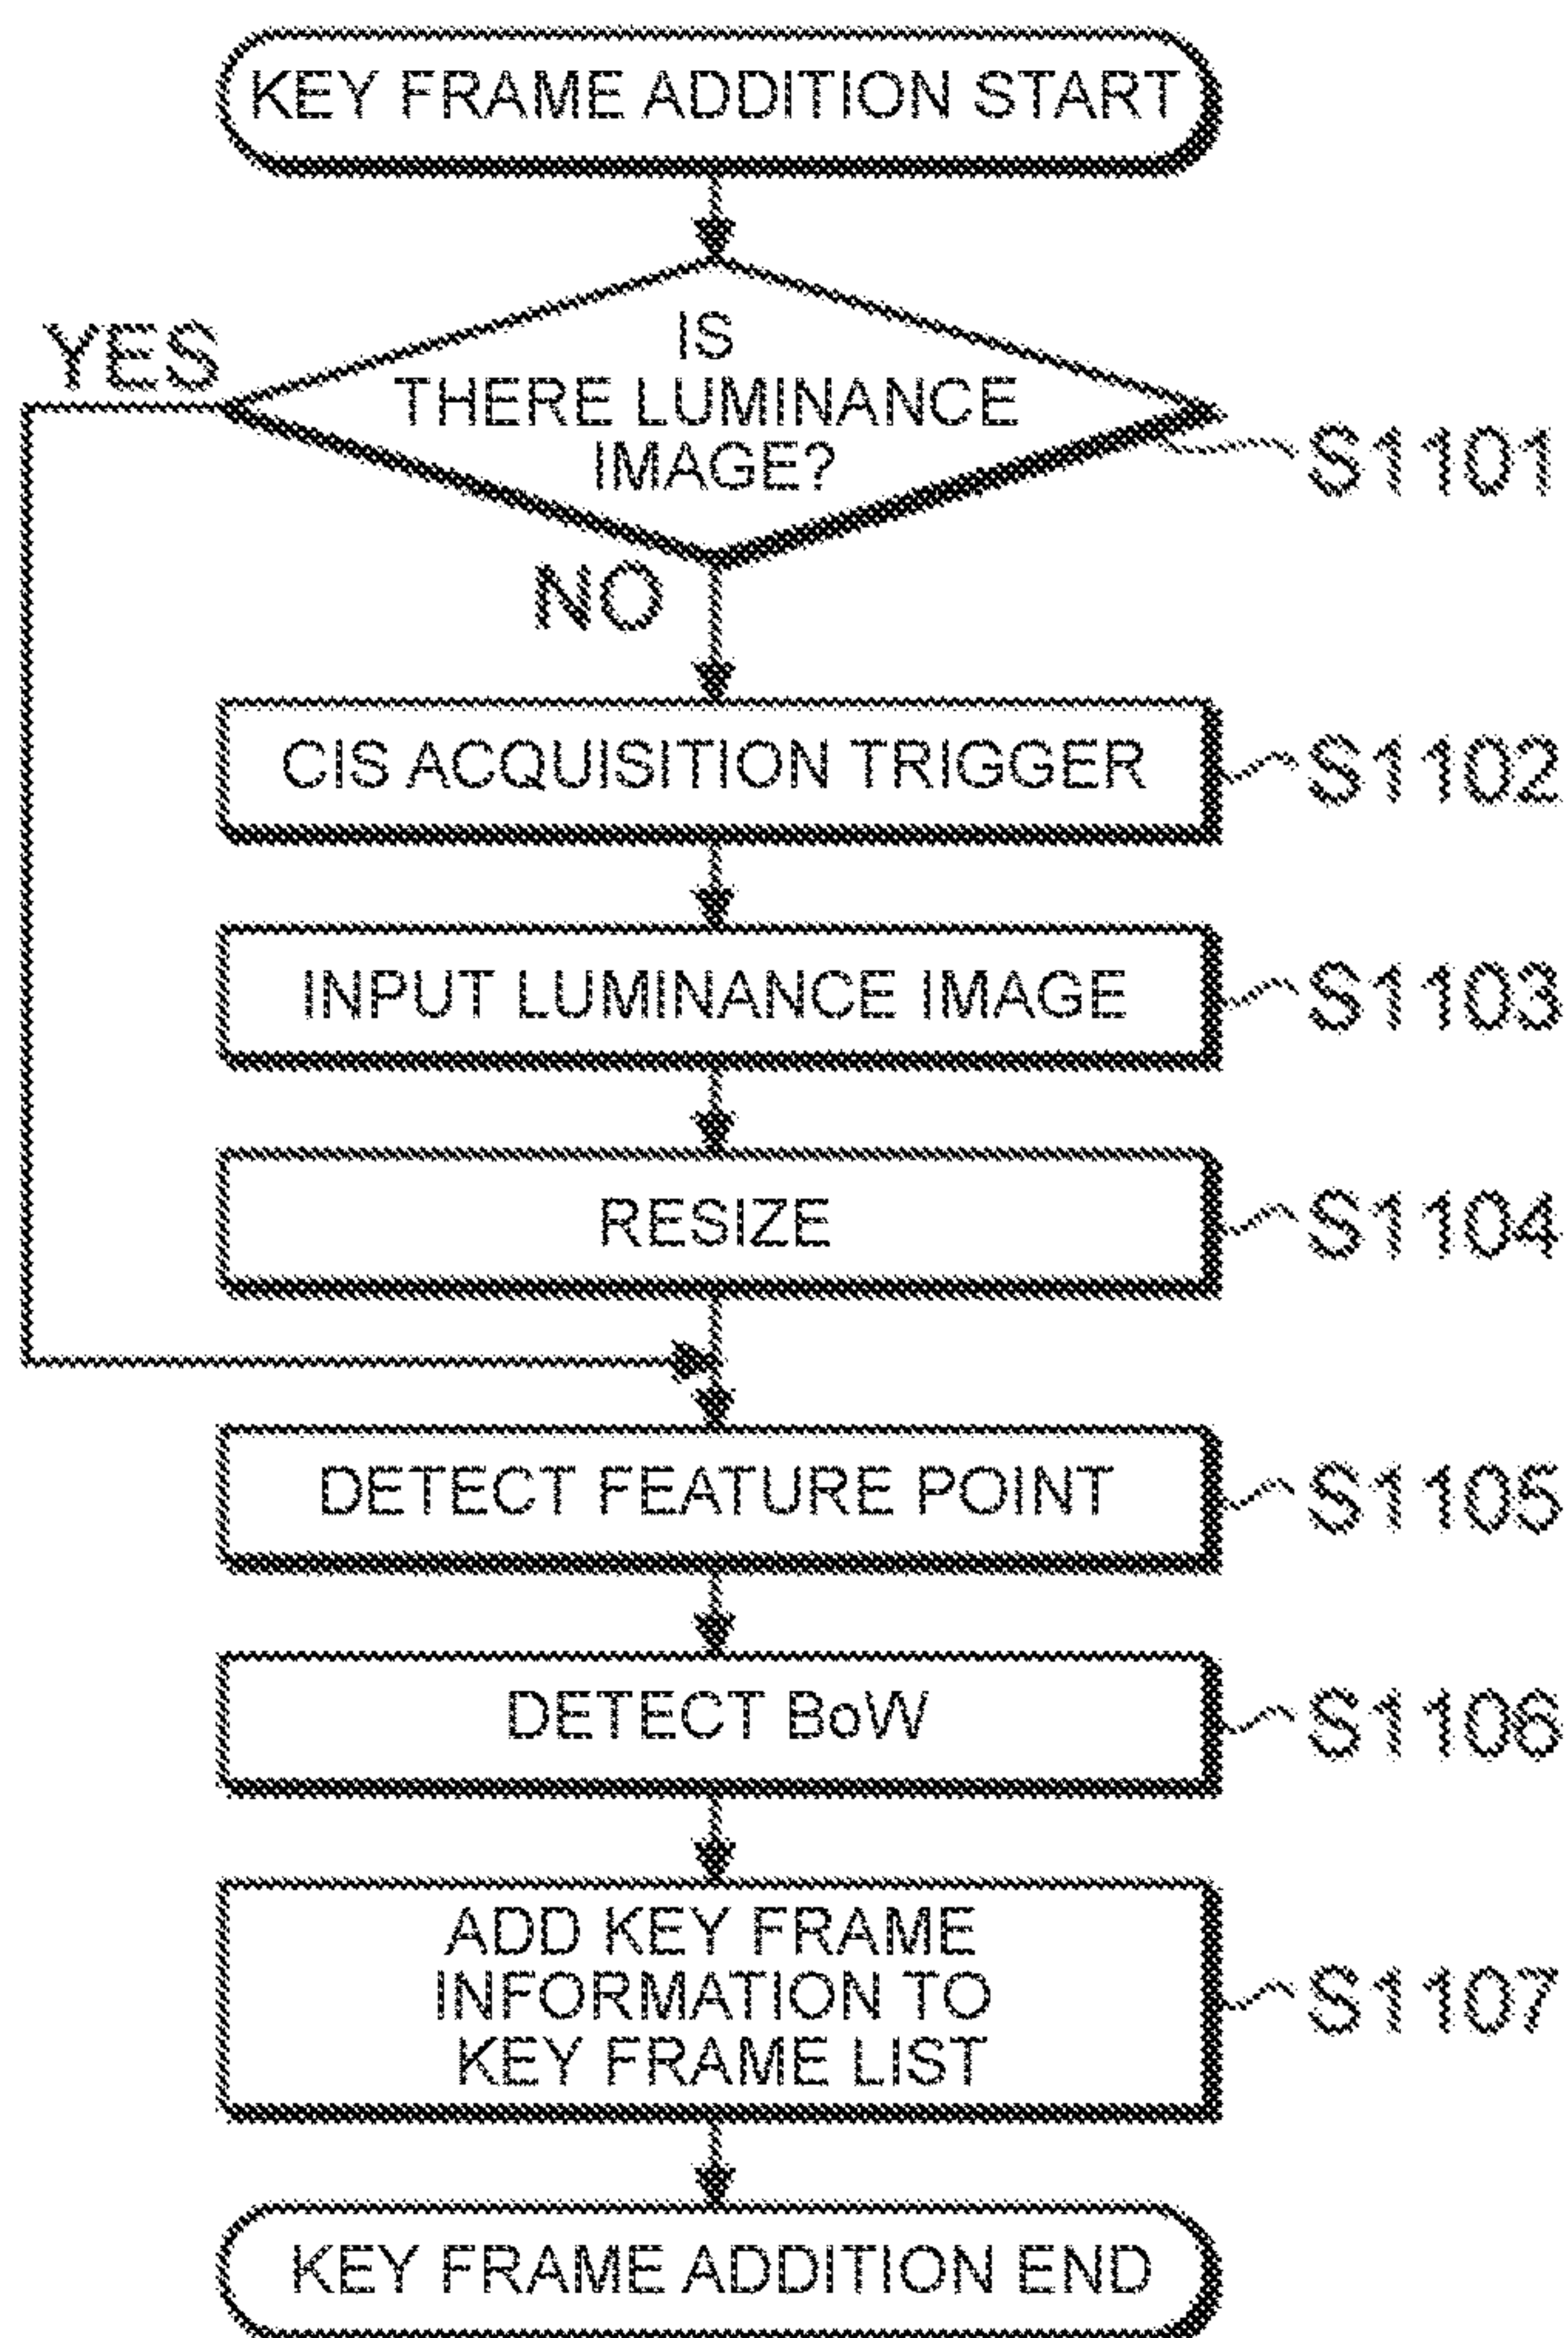 KEY FRAME ADDITION START
IS
THERE LUMINANCE
IMAGE?
YES
S1101
NO
CIS ACQUISITION TRIGGER
S1102
INPUT LUMINANCE IMAGE
S1103
RESIZE
S1104
DETECT FEATURE POINT
S1105
DETECT BoW
S1106
ADD KEY FRAME
INFORMATION TO
KEY FRAME LIST
S1107
KEY FRAME ADDITION END